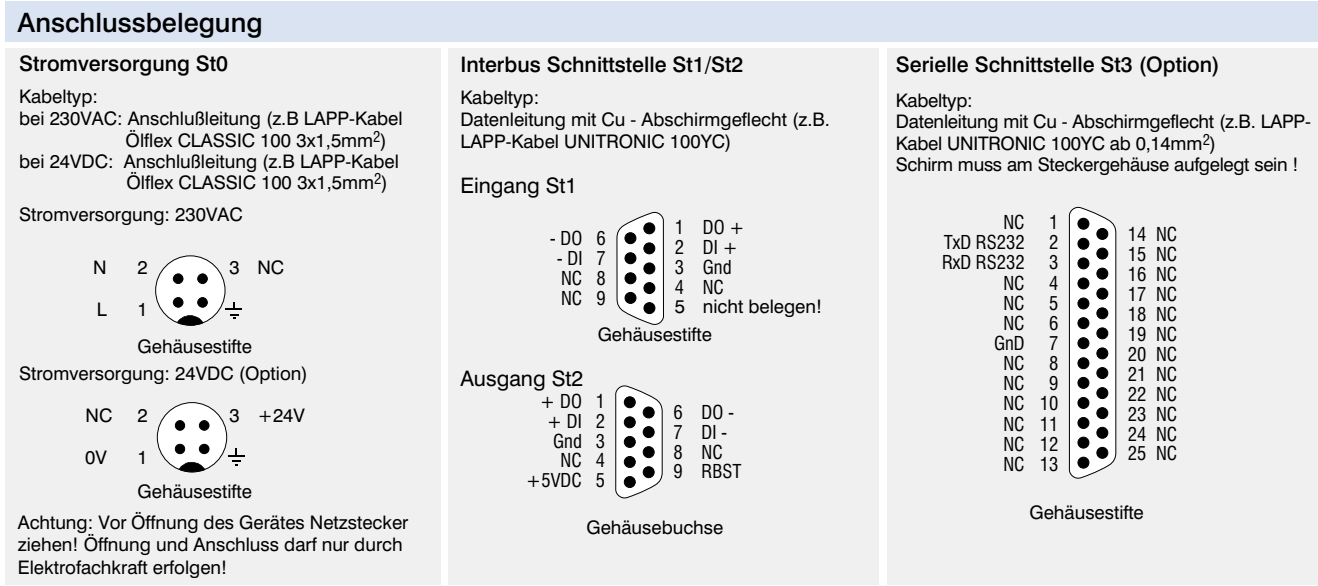 Anschlussbelegung
Stromversorgung St0
Kabeltyp:
bei 230VAC: Anschlußleitung (z.B LAPP-Kabel
Ölflex CLASSIC 100 3x1,5mm²)
bei 24VDC: Anschlußleitung (z.B LAPP-Kabel
Ölflex CLASSIC 100 3x1,5mm²)
Stromversorgung: 230VAC
N 2 3 NC
L 1
Gehäusestifte
Stromversorgung: 24VDC (Option)
NC 2 3 +24V
0V 1
Gehäusestifte
Achtung: Vor Öffnung des Gerätes Netzstecker
ziehen! Öffnung und Anschluss darf nur durch
Elektrofachkraft erfolgen!
Interbus Schnittstelle St1/St2
Kabeltyp:
Datenleitung mit Cu - Abschirmgeflecht (z.B.
LAPP-Kabel UNITRONIC 100YC)
Eingang St1
1 DO +
- DO 6
2 DI +
- DI 7
3 Gnd
NC 8
4 NC
NC 9
5 nicht belegen!
Gehäusestifte
Ausgang St2
+ DO 1
6 DO -
+ DI 2
7 DI -
Gnd 3
8 NC
NC 4
9 RBST
+5VDC 5
Gehäusebuchse
Serielle Schnittstelle St3 (Option)
Kabeltyp:
Datenleitung mit Cu - Abschirmgeflecht (z.B. LAPP-
Kabel UNITRONIC 100YC ab 0,14mm²)
Schirm muss am Steckergehäuse aufgelegt sein !
NC 1
14 NC
TxD RS232 2
15 NC
RxD RS232 3
16 NC
NC 4
17 NC
NC 5
18 NC
NC 6
19 NC
GnD 7
20 NC
NC 8
21 NC
NC 9
22 NC
NC 10
23 NC
NC 11
24 NC
NC 12
25 NC
NC 13
Gehäusestifte